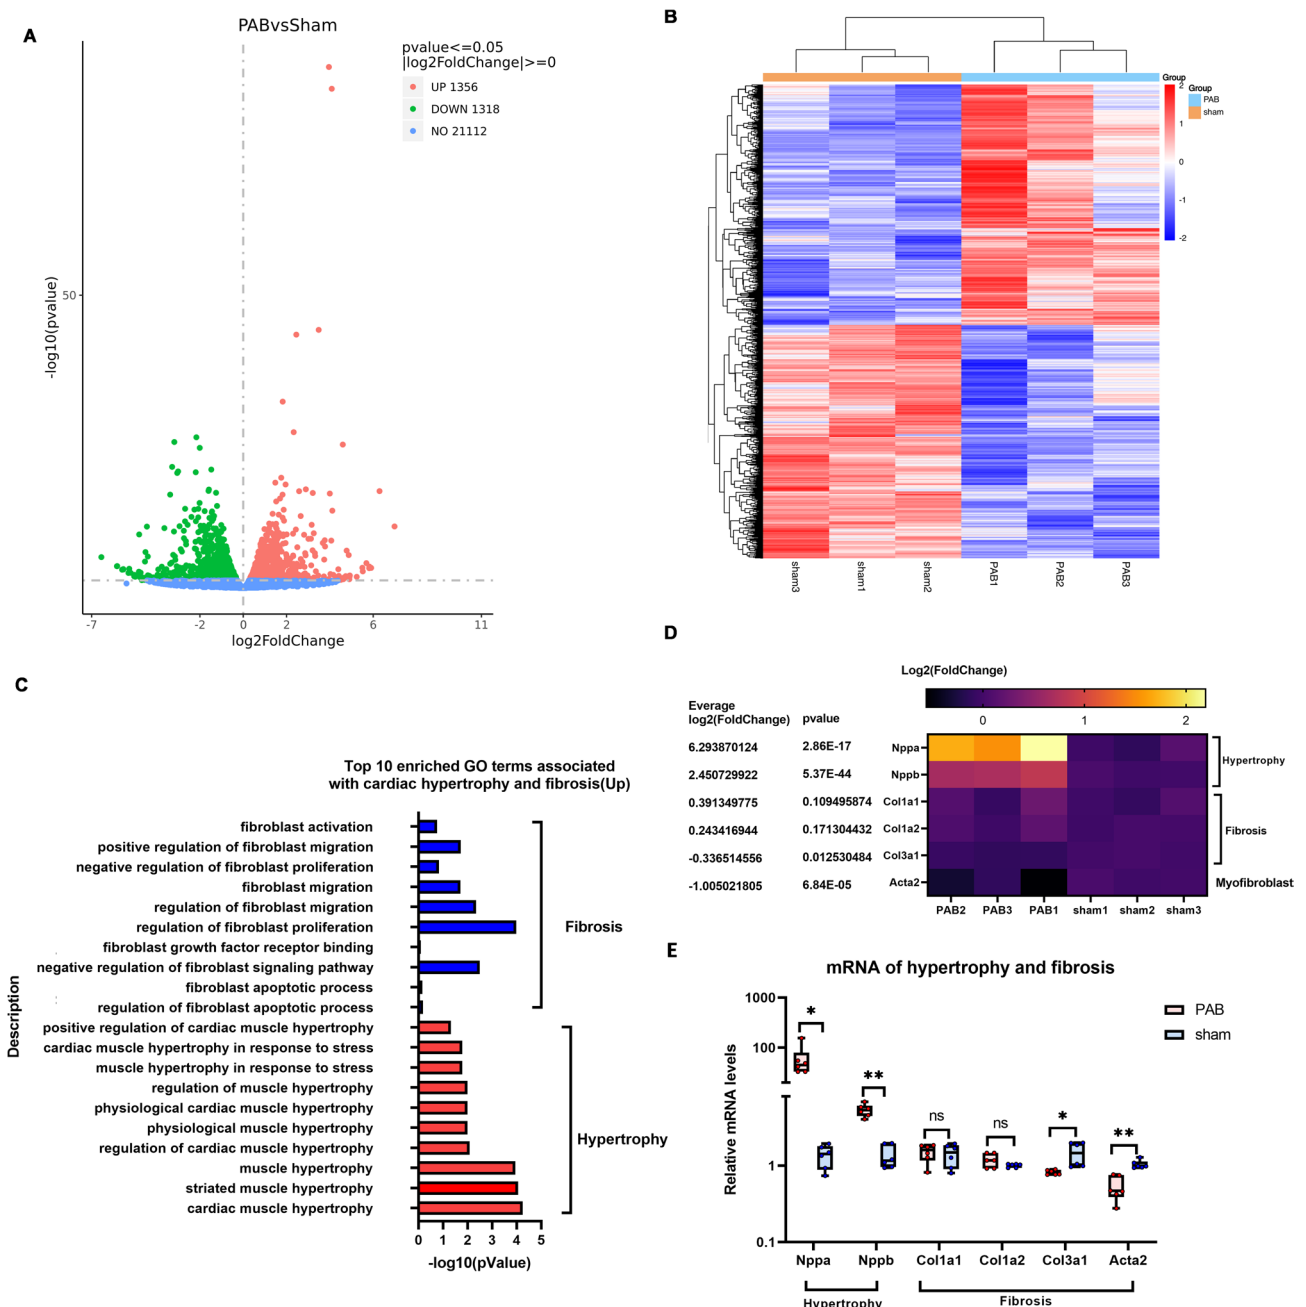 A
PABvsSham
pvalue<=0.05
|log2FoldChange|>=0
UP 1356
DOWN 1318
NO 21112
-log10(pvalue)
50
-7
-2
0
2
6
11
log2FoldChange
B
Group
2
1
0
-1
-2
Group
PAB
sham
sham3
sham1
sham2
PAB1
PAB2
PAB3
C
Top 10 enriched GO terms associated
with cardiac hypertrophy and fibrosis(Up)
Description
fibroblast activation
positive regulation of fibroblast migration
negative regulation of fibroblast proliferation
fibroblast migration
regulation of fibroblast migration
regulation of fibroblast proliferation
fibroblast growth factor receptor binding
negative regulation of fibroblast signaling pathway
fibroblast apoptotic process
regulation of fibroblast apoptotic process
positive regulation of cardiac muscle hypertrophy
cardiac muscle hypertrophy in response to stress
muscle hypertrophy in response to stress
regulation of muscle hypertrophy
physiological cardiac muscle hypertrophy
physiological muscle hypertrophy
regulation of cardiac muscle hypertrophy
muscle hypertrophy
striated muscle hypertrophy
cardiac muscle hypertrophy
Fibrosis
Hypertrophy
0 1 2 3 4 5
-log10(pValue)
D
Log2(FoldChange)
0 1 2
Everage
log2(FoldChange) pvalue
6.293870124 2.86E-17 Nppa
2.450729922 5.37E-44 Nppb
0.391349775 0.109495874 Col1a1
0.243416944 0.171304432 Col1a2
-0.336514556 0.012530484 Col3a1
-1.005021805 6.84E-05 Acta2
Hypertrophy
Fibrosis
Myofibroblast
PAB2 PAB3 PAB1 sham1 sham2 sham3
E
mRNA of hypertrophy and fibrosis
Relative mRNA levels
1000
100
1
0.1
*
**
ns
ns
*
**
PAB
sham
Nppa Nppb Col1a1 Col1a2 Col3a1 Acta2
Hypertrophy Fibrosis